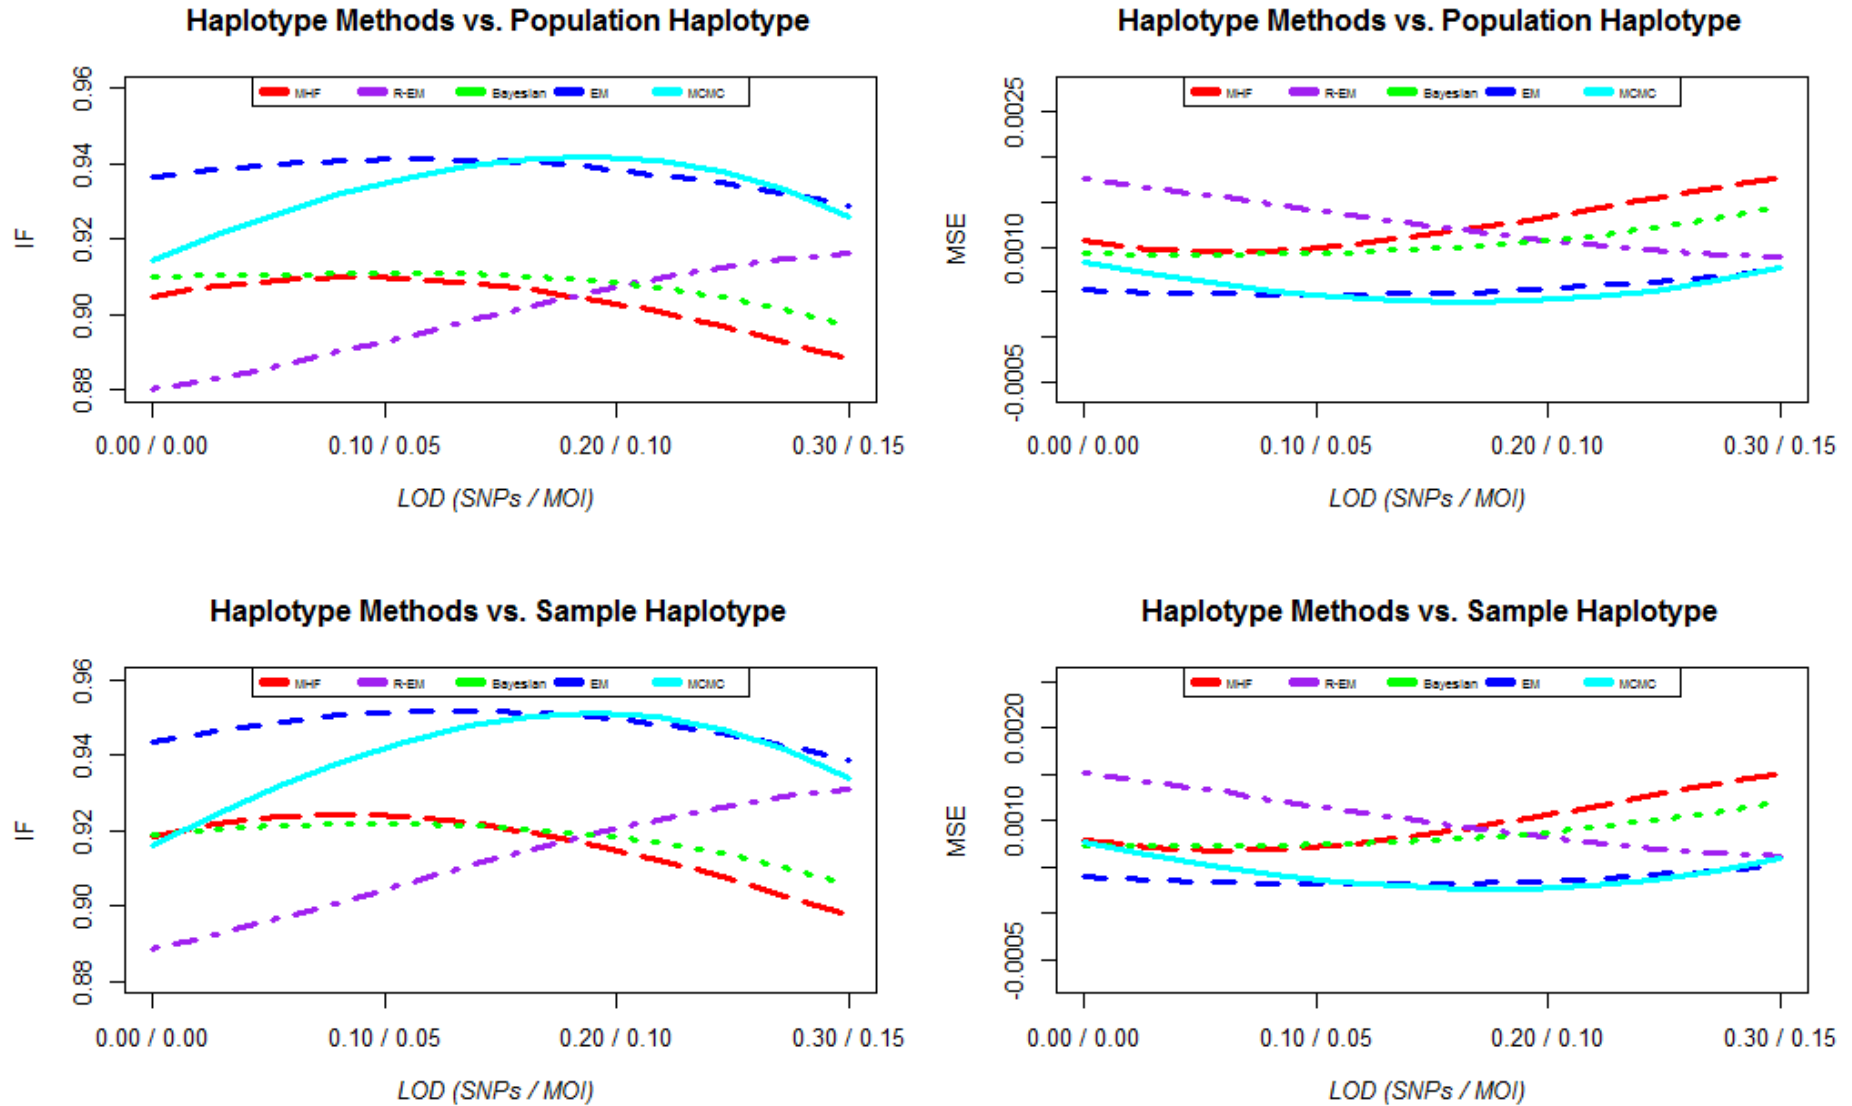 Haplotype Methods vs. Population Haplotype
IF
0.88 0.90 0.92 0.94 0.96
MHF R-EM Bayesian EM MCMC
0.00 / 0.00 0.10 / 0.05 0.20 / 0.10 0.30 / 0.15
LOD (SNPs / MOI)
Haplotype Methods vs. Population Haplotype
MSE
-0.0005 0.0010 0.0025
MHF R-EM Bayesian EM MCMC
0.00 / 0.00 0.10 / 0.05 0.20 / 0.10 0.30 / 0.15
LOD (SNPs / MOI)
Haplotype Methods vs. Sample Haplotype
IF
0.88 0.90 0.92 0.94 0.96
MHF R-EM Bayesian EM MCMC
0.00 / 0.00 0.10 / 0.05 0.20 / 0.10 0.30 / 0.15
LOD (SNPs / MOI)
Haplotype Methods vs. Sample Haplotype
MSE
-0.0005 0.0010 0.0020
MHF R-EM Bayesian EM MCMC
0.00 / 0.00 0.10 / 0.05 0.20 / 0.10 0.30 / 0.15
LOD (SNPs / MOI)